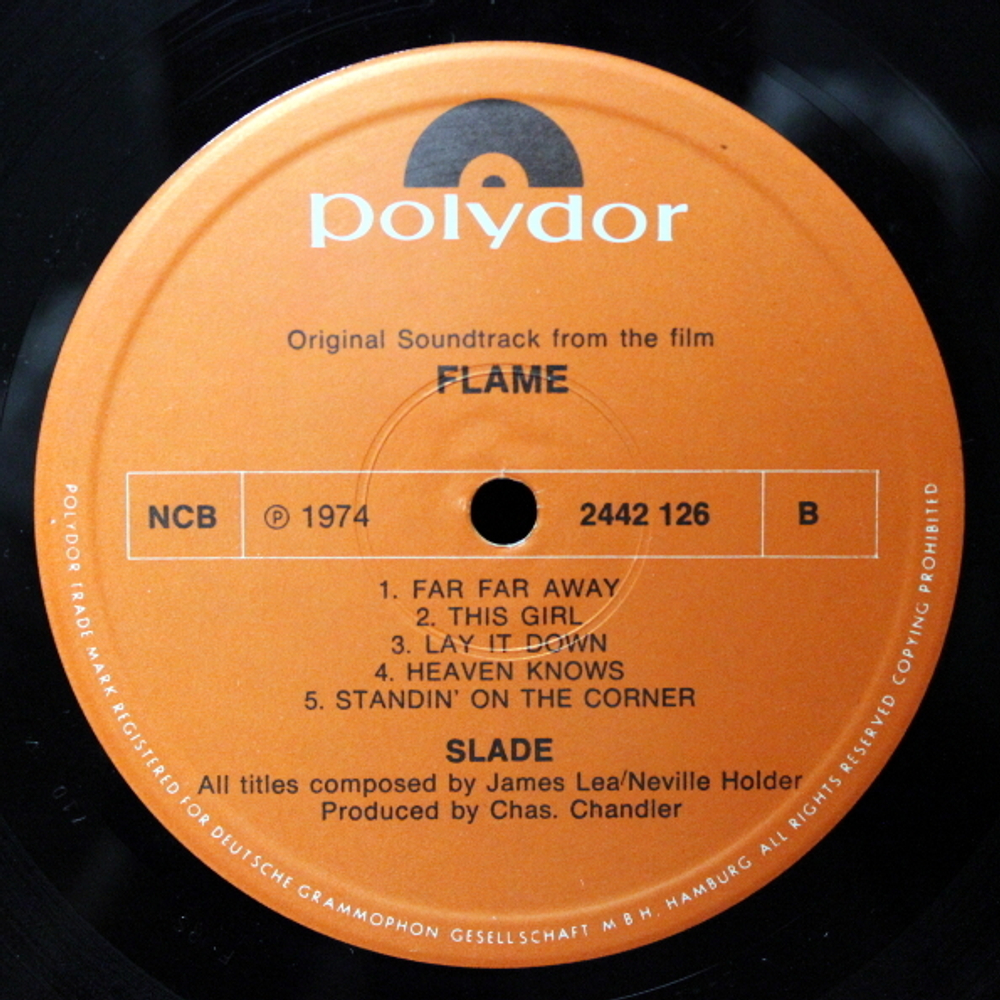 polydor
Original Soundtrack from the film
FLAME
NCB ℗ 1974 2442 126 B
1. FAR FAR AWAY
2. THIS GIRL
3. LAY IT DOWN
4. HEAVEN KNOWS
5. STANDIN' ON THE CORNER
SLADE
All titles composed by James Lea/Neville Holder
Produced by Chas. Chandler
POLYDOR TRADE MARK REGISTERED FOR DEUTSCHE GRAMMOPHON GESELLSCHAFT M B H. HAMBURG ALL RIGHTS RESERVED COPYING PROHIBITED